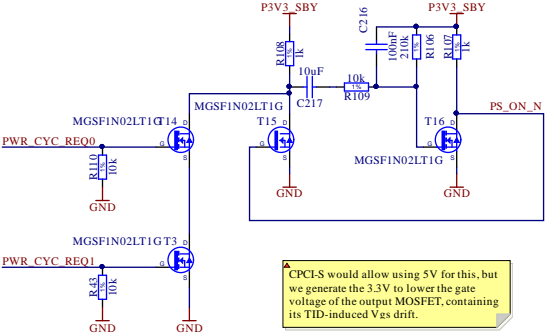 P3V3_SBY
P3V3_SBY
C216
R108
1%
1k
100nF
210k
1%
R106
R107
1%
1k
10uF
10k
1%
C217
R109
MGSF1N02LT1G
PS_ON_N
MGSF1N02LT1G
T14
T15
T16
D
D
D
PWR_CYC_REQ0
G
G
G
S
S
S
MGSF1N02LT1G
R110
1%
10k
GND
GND
GND
MGSF1N02LT1G
T3
D
PWR_CYC_REQ1
G
S
R43
1%
10k
GND
GND
CPCI-S would allow using 5V for this, but
we generate the 3.3V to lower the gate
voltage of the output MOSFET, containing
its TID-induced Vgs drift.